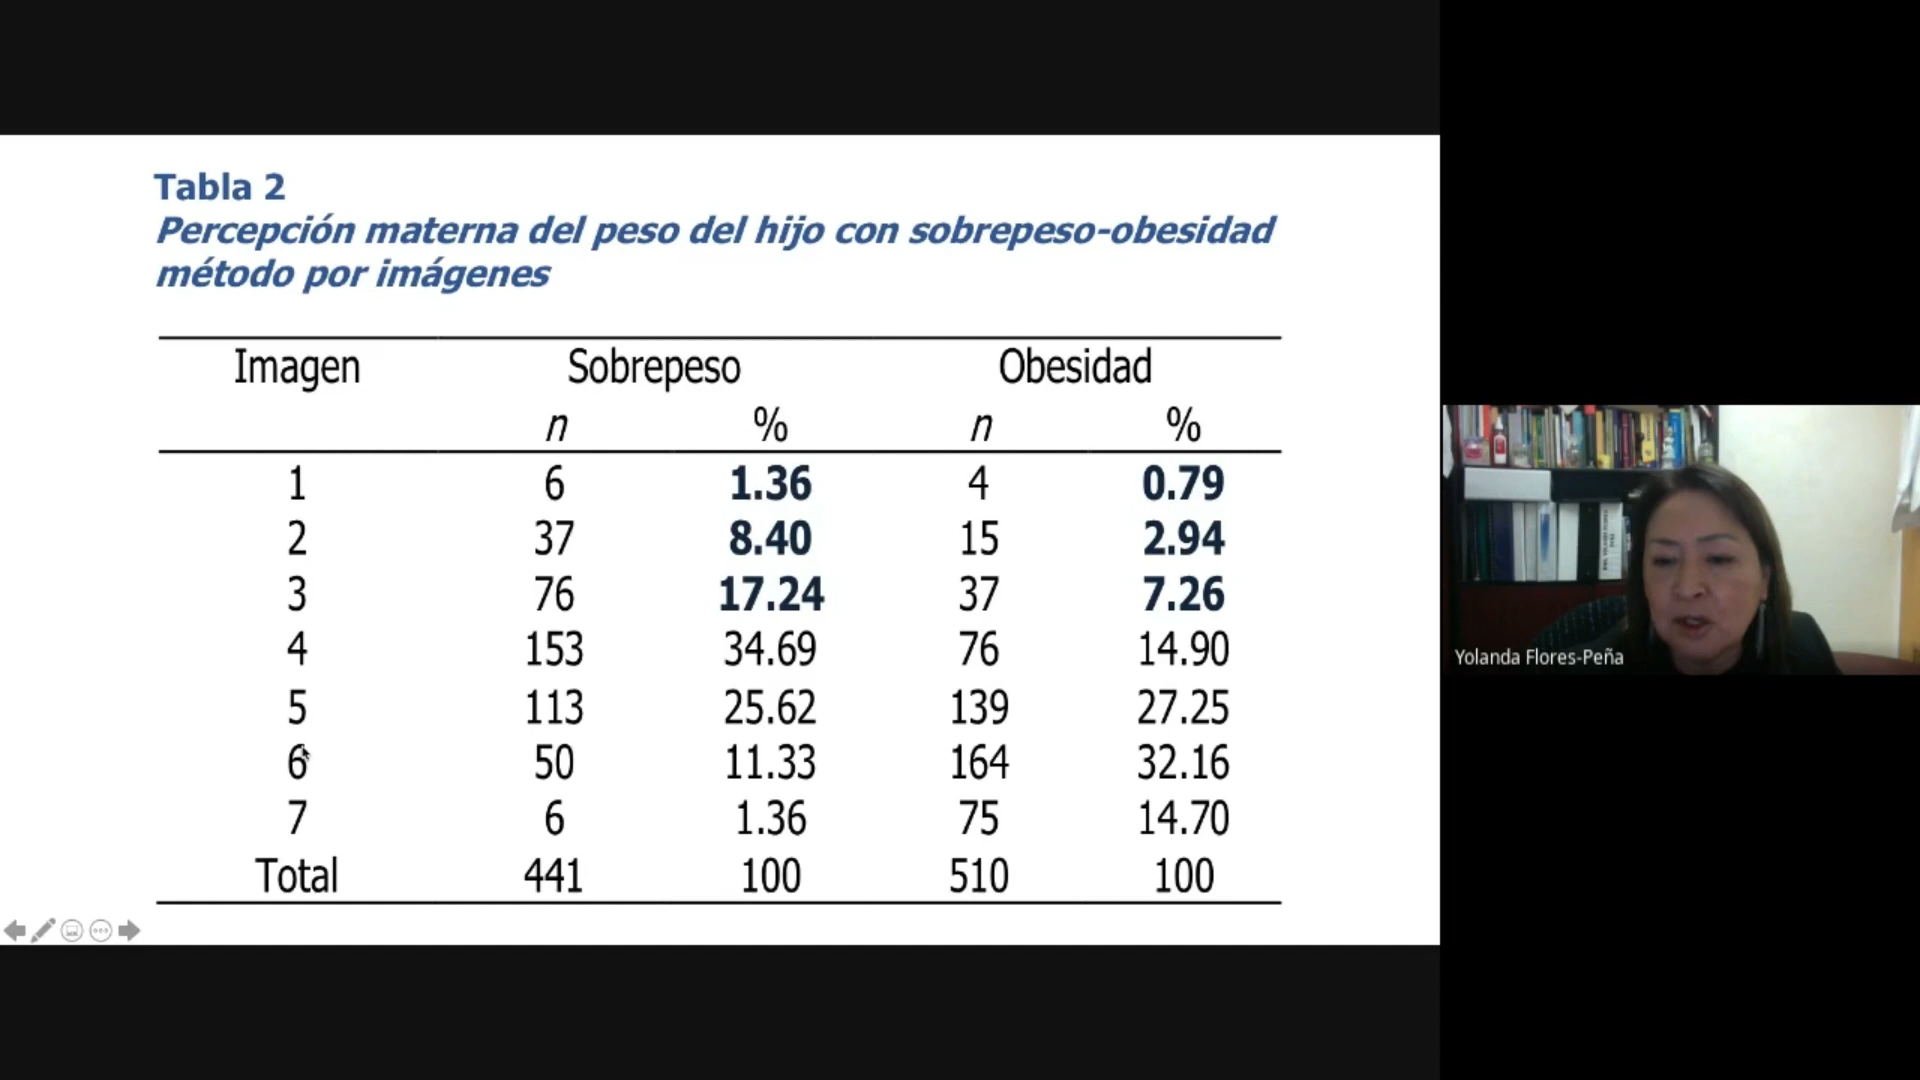 Tabla 2
Percepción materna del peso del hijo con sobrepeso-obesidad
método por imágenes
Imagen Sobrepeso Obesidad
n % n %
1 6 1.36 4 0.79
2 37 8.40 15 2.94
3 76 17.24 37 7.26
4 153 34.69 76 14.90
5 113 25.62 139 27.25
6 50 11.33 164 32.16
7 6 1.36 75 14.70
Total 441 100 510 100
Yolanda Flores-Peña